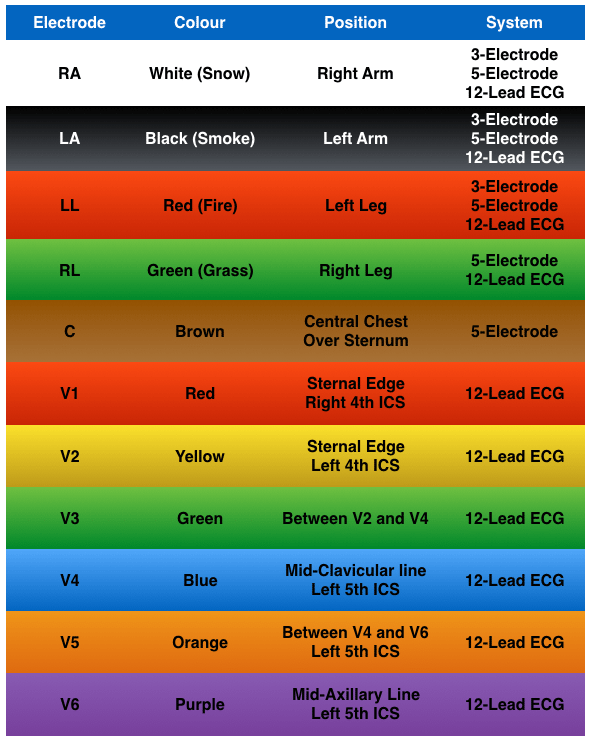 Electrode Colour Position System
RA White (Snow) Right Arm 3-Electrode
5-Electrode
12-Lead ECG
LA Black (Smoke) Left Arm 3-Electrode
5-Electrode
12-Lead ECG
LL Red (Fire) Left Leg 3-Electrode
5-Electrode
12-Lead ECG
RL Green (Grass) Right Leg 5-Electrode
12-Lead ECG
C Brown Central Chest
Over Sternum 5-Electrode
V1 Red Sternal Edge
Right 4th ICS 12-Lead ECG
V2 Yellow Sternal Edge
Left 4th ICS 12-Lead ECG
V3 Green Between V2 and V4 12-Lead ECG
V4 Blue Mid-Clavicular line
Left 5th ICS 12-Lead ECG
V5 Orange Between V4 and V6
Left 5th ICS 12-Lead ECG
V6 Purple Mid-Axillary Line
Left 5th ICS 12-Lead ECG